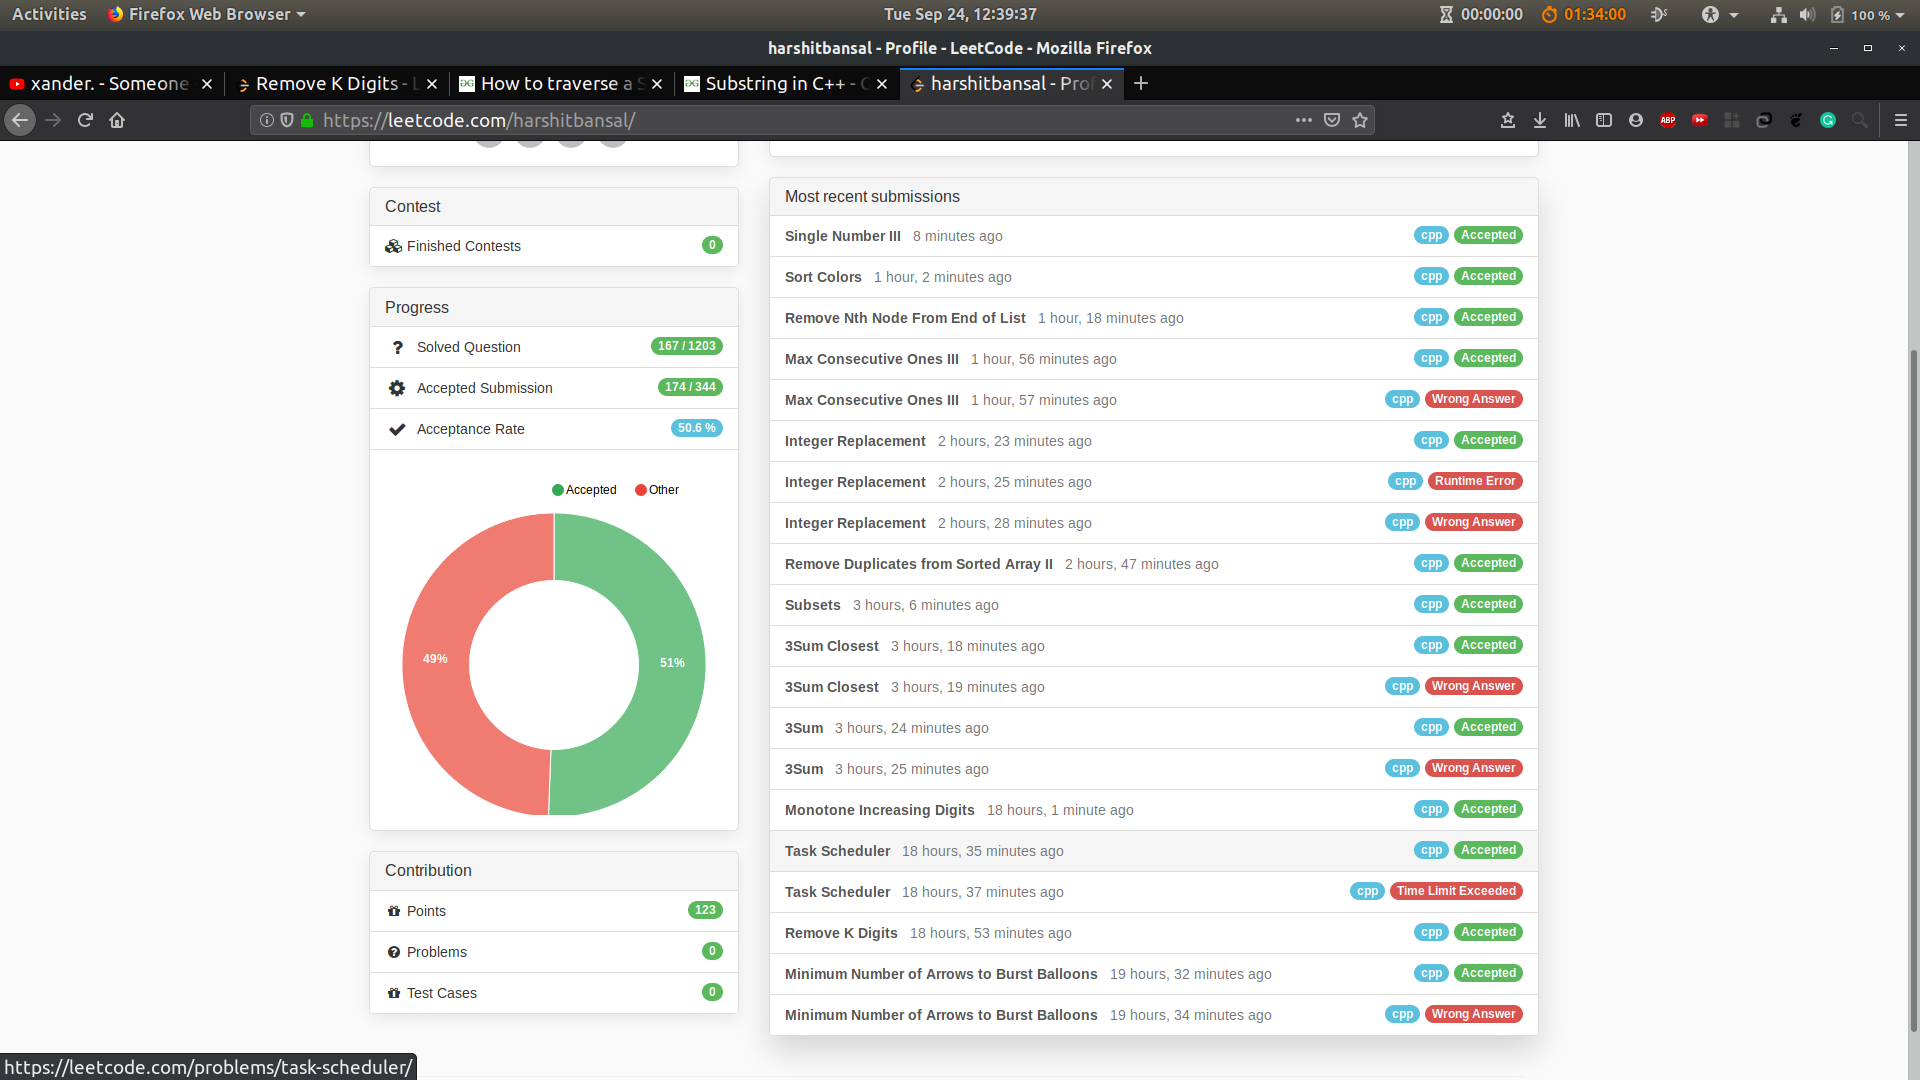 Activities Firefox Web Browser Tue Sep 24, 12:39:37 00:00:00 01:34:00 100 %
harshitbansal - Profile - LeetCode - Mozilla Firefox
xander. - Someone Remove K Digits - How to traverse a Substring in C++ - harshitbansal - Prof
https://leetcode.com/harshitbansal/ ABP
Contest
Finished Contests 0
Progress
Solved Question 167 / 1203
Accepted Submission 174 / 344
Acceptance Rate 50.6 %
Accepted Other
49% 51%
Contribution
Points 123
Problems 0
Test Cases 0
Most recent submissions
Single Number III 8 minutes ago cpp Accepted
Sort Colors 1 hour, 2 minutes ago cpp Accepted
Remove Nth Node From End of List 1 hour, 18 minutes ago cpp Accepted
Max Consecutive Ones III 1 hour, 56 minutes ago cpp Accepted
Max Consecutive Ones III 1 hour, 57 minutes ago cpp Wrong Answer
Integer Replacement 2 hours, 23 minutes ago cpp Accepted
Integer Replacement 2 hours, 25 minutes ago cpp Runtime Error
Integer Replacement 2 hours, 28 minutes ago cpp Wrong Answer
Remove Duplicates from Sorted Array II 2 hours, 47 minutes ago cpp Accepted
Subsets 3 hours, 6 minutes ago cpp Accepted
3Sum Closest 3 hours, 18 minutes ago cpp Accepted
3Sum Closest 3 hours, 19 minutes ago cpp Wrong Answer
3Sum 3 hours, 24 minutes ago cpp Accepted
3Sum 3 hours, 25 minutes ago cpp Wrong Answer
Monotone Increasing Digits 18 hours, 1 minute ago cpp Accepted
Task Scheduler 18 hours, 35 minutes ago cpp Accepted
Task Scheduler 18 hours, 37 minutes ago cpp Time Limit Exceeded
Remove K Digits 18 hours, 53 minutes ago cpp Accepted
Minimum Number of Arrows to Burst Balloons 19 hours, 32 minutes ago cpp Accepted
Minimum Number of Arrows to Burst Balloons 19 hours, 34 minutes ago cpp Wrong Answer
https://leetcode.com/problems/task-scheduler/